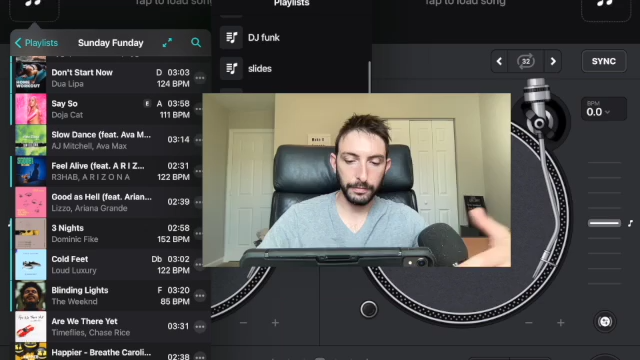 Tap to load song
Playlists
load song
Playlists
Sunday Funday
DJ funk
slides
32
SYNC
BPM
0.0
Don't Start Now
D 03:03
Dua Lipa
124 BPM
Say So
E A 03:58
Doja Cat
111 BPM
Slow Dance (feat. Ava M...
03:14
AJ Mitchell, Ava Max
Feel Alive (feat. A R I Z...
02:31
R3HAB, A R I Z O N A
122 BPM
Good as Hell (feat. Arian...
02:39
Lizzo, Ariana Grande
3 Nights
02:58
Dominic Fike
152 BPM
Cold Feet
Db 03:02
Loud Luxury
122 BPM
Blinding Lights
F 03:20
The Weeknd
85 BPM
Are We There Yet
03:31
Timeflies, Chase Rice
Happier - Breathe Caroli...
02:38